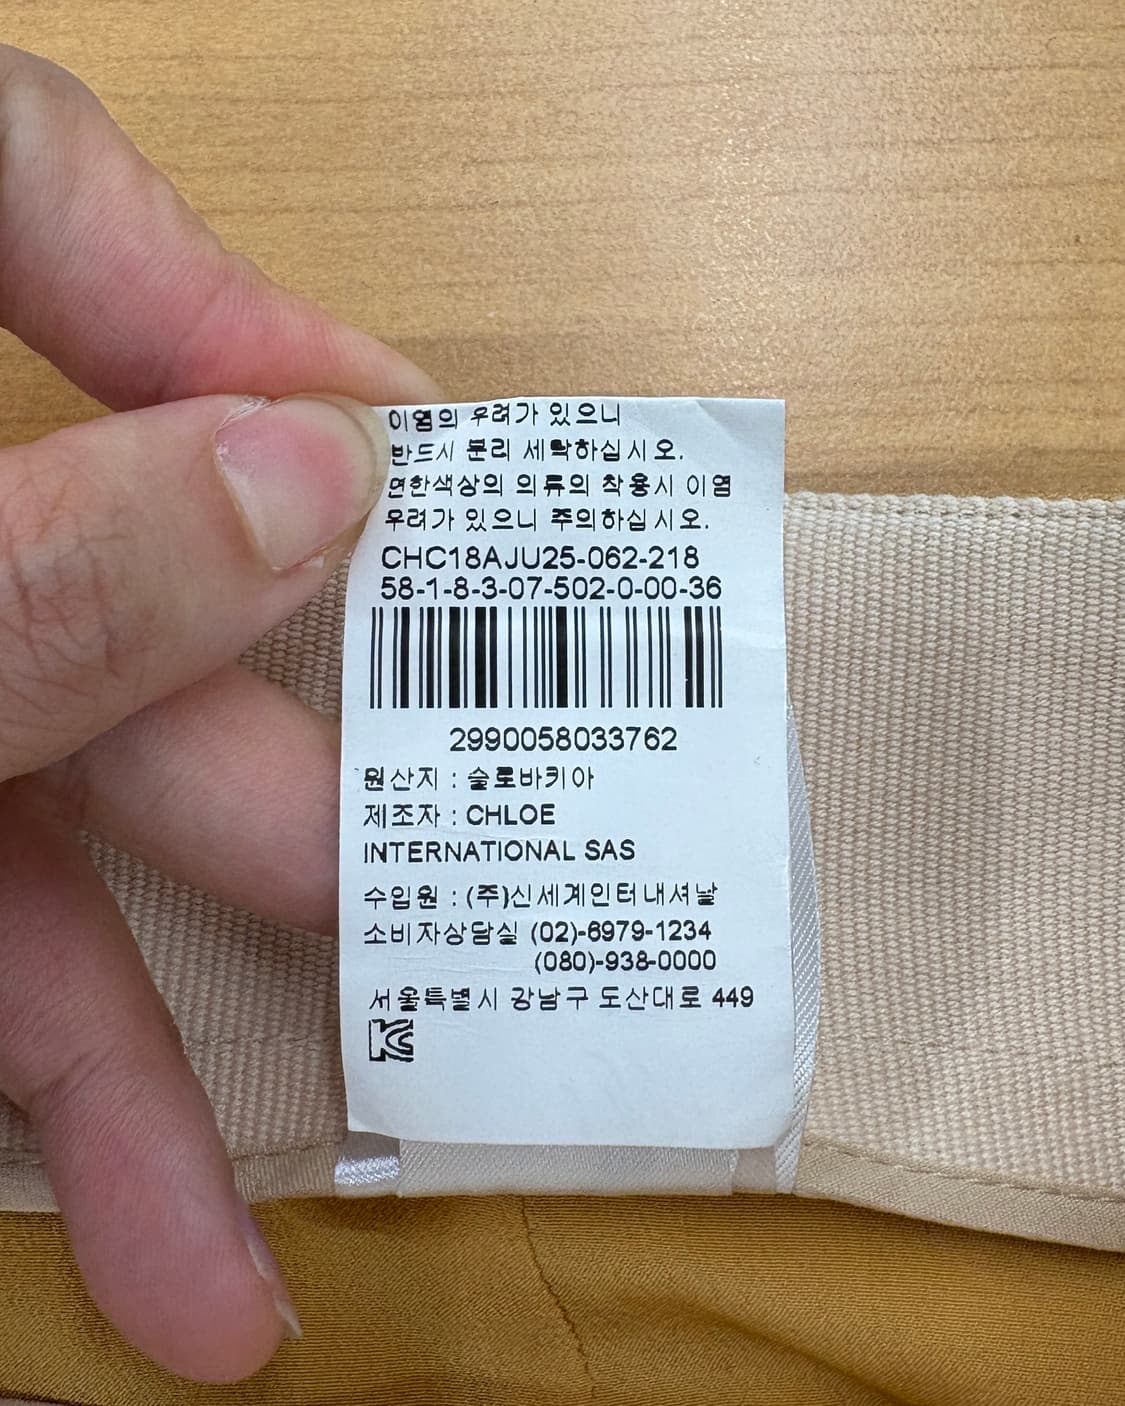 이염의 우려가 있으니
반드시 분리 세탁하십시오.
면한색상의 의류의 착용시 이염
우려가 있으니 주의하십시오.
CHC18AJU25-062-218
58-1-8-3-07-502-0-00-36
2990058033762
원산지 : 슬로바키아
제조자 : CHLOE
INTERNATIONAL SAS
수입원 : (주)신세계인터내셔날
소비자상담실 (02)-6979-1234
(080)-938-0000
서울특별시 강남구 도산대로 449
KC